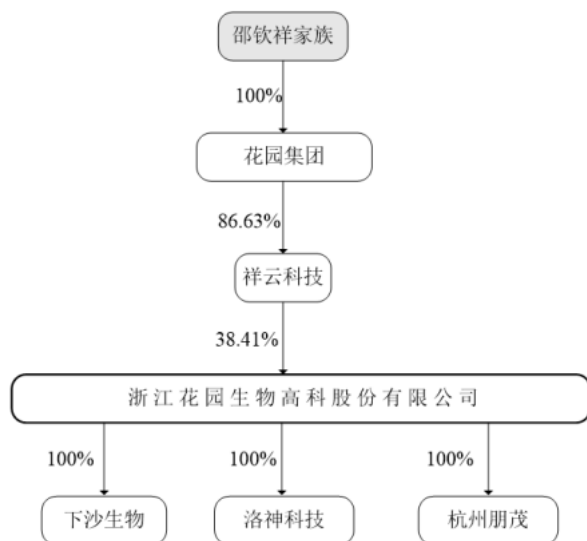 邵钦祥家族
100%
花园集团
86.63%
祥云科技
38.41%
浙江花园生物高科股份有限公司
100%
100%
100%
下沙生物
洛神科技
杭州朋茂